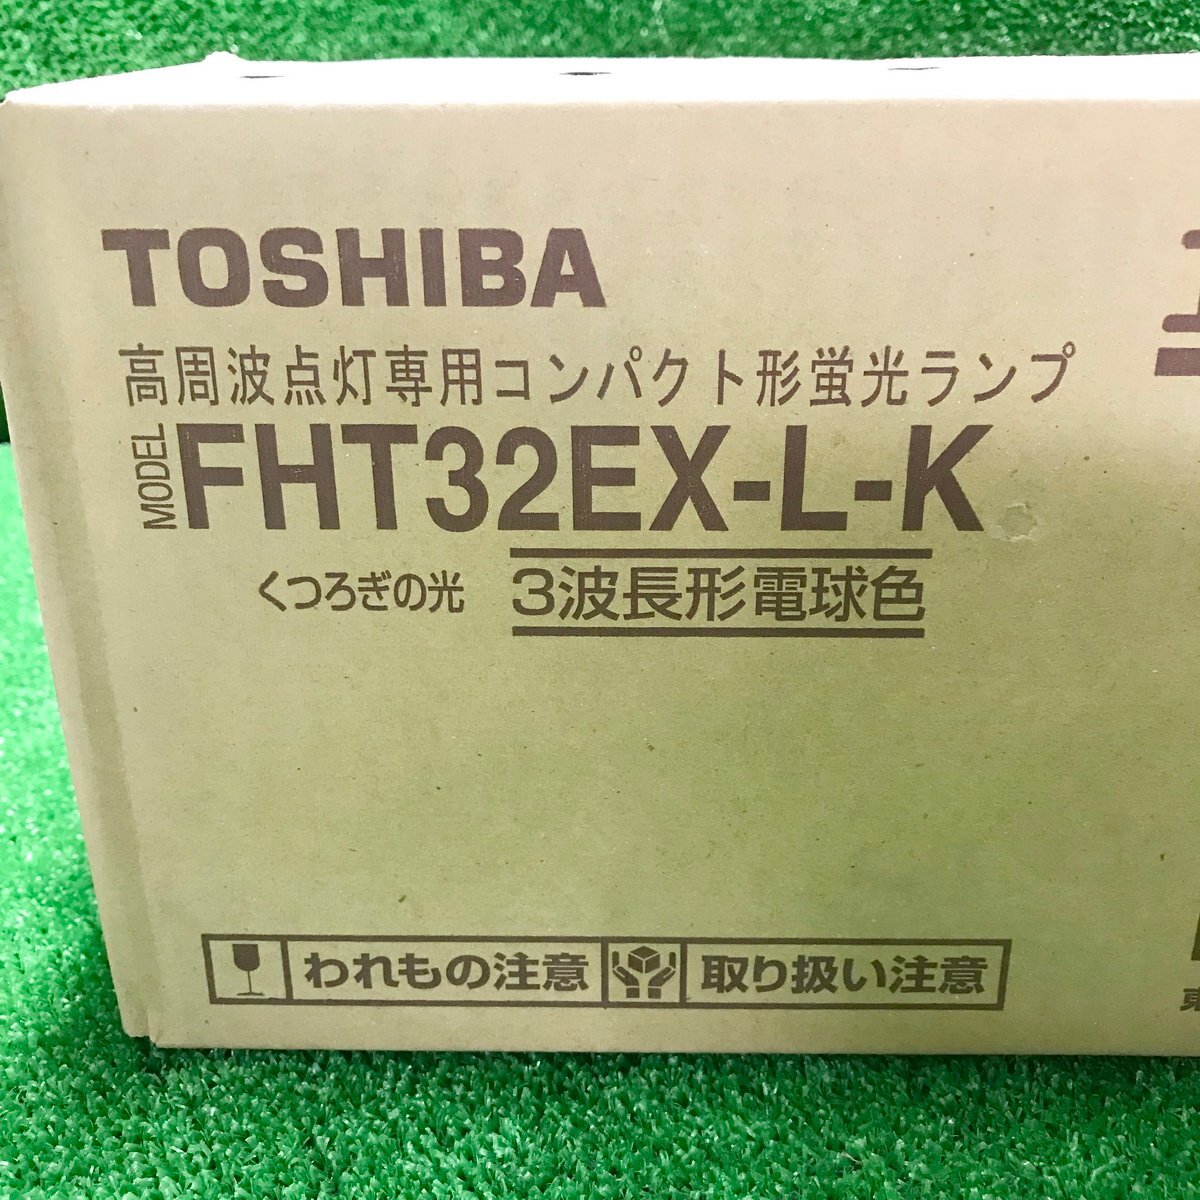 TOSHIBA
高周波点灯専用コンパクト形蛍光ランプ
MODEL FHT32EX-L-K
くつろぎの光 3波長形電球色
われもの注意 取り扱い注意
東